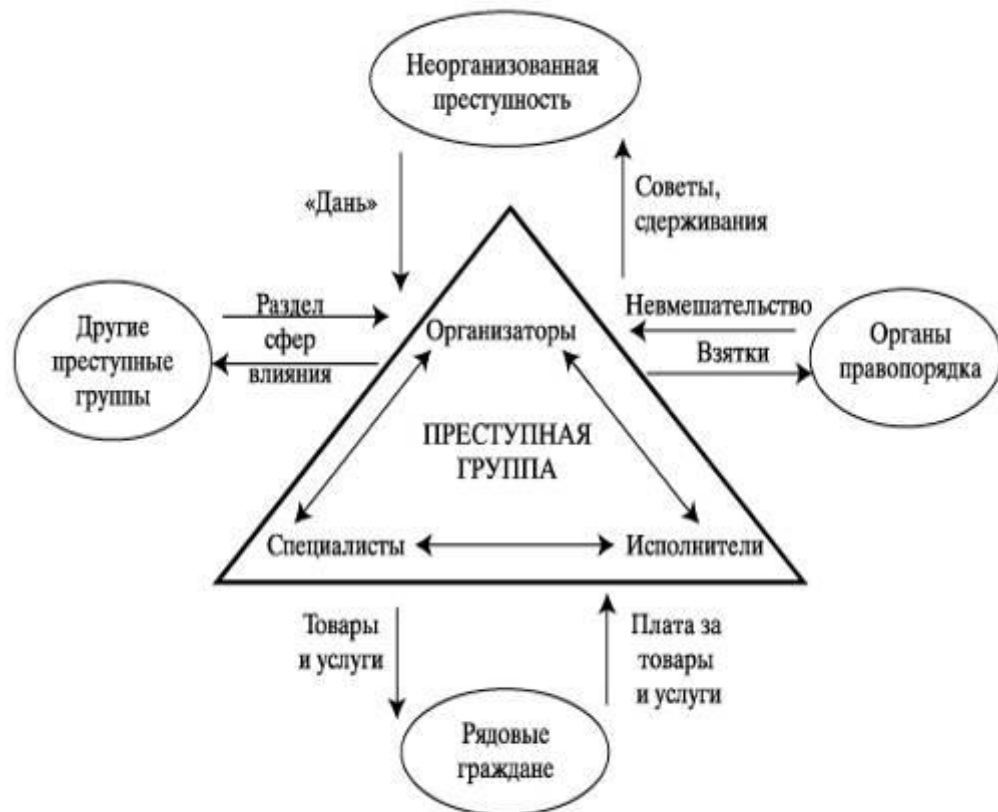 Неорганизованная
преступность
«Дань»
Советы,
сдерживания
Другие
преступные
группы
Раздел
сфер
влияния
Организаторы
Невмешательство
Взятки
Органы
правопорядка
ПРЕСТУПНАЯ
ГРУППА
Специалисты
Исполнители
Товары
и услуги
Плата за
товары
и услуги
Рядовые
граждане